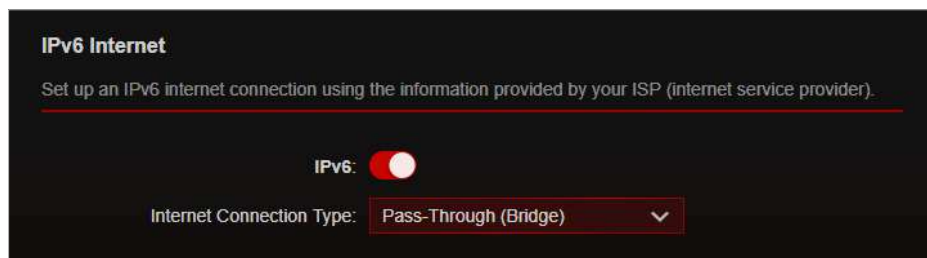 IPv6 Internet
Set up an IPv6 internet connection using the information provided by your ISP (internet service provider).
IPv6:
Internet Connection Type: Pass-Through (Bridge)